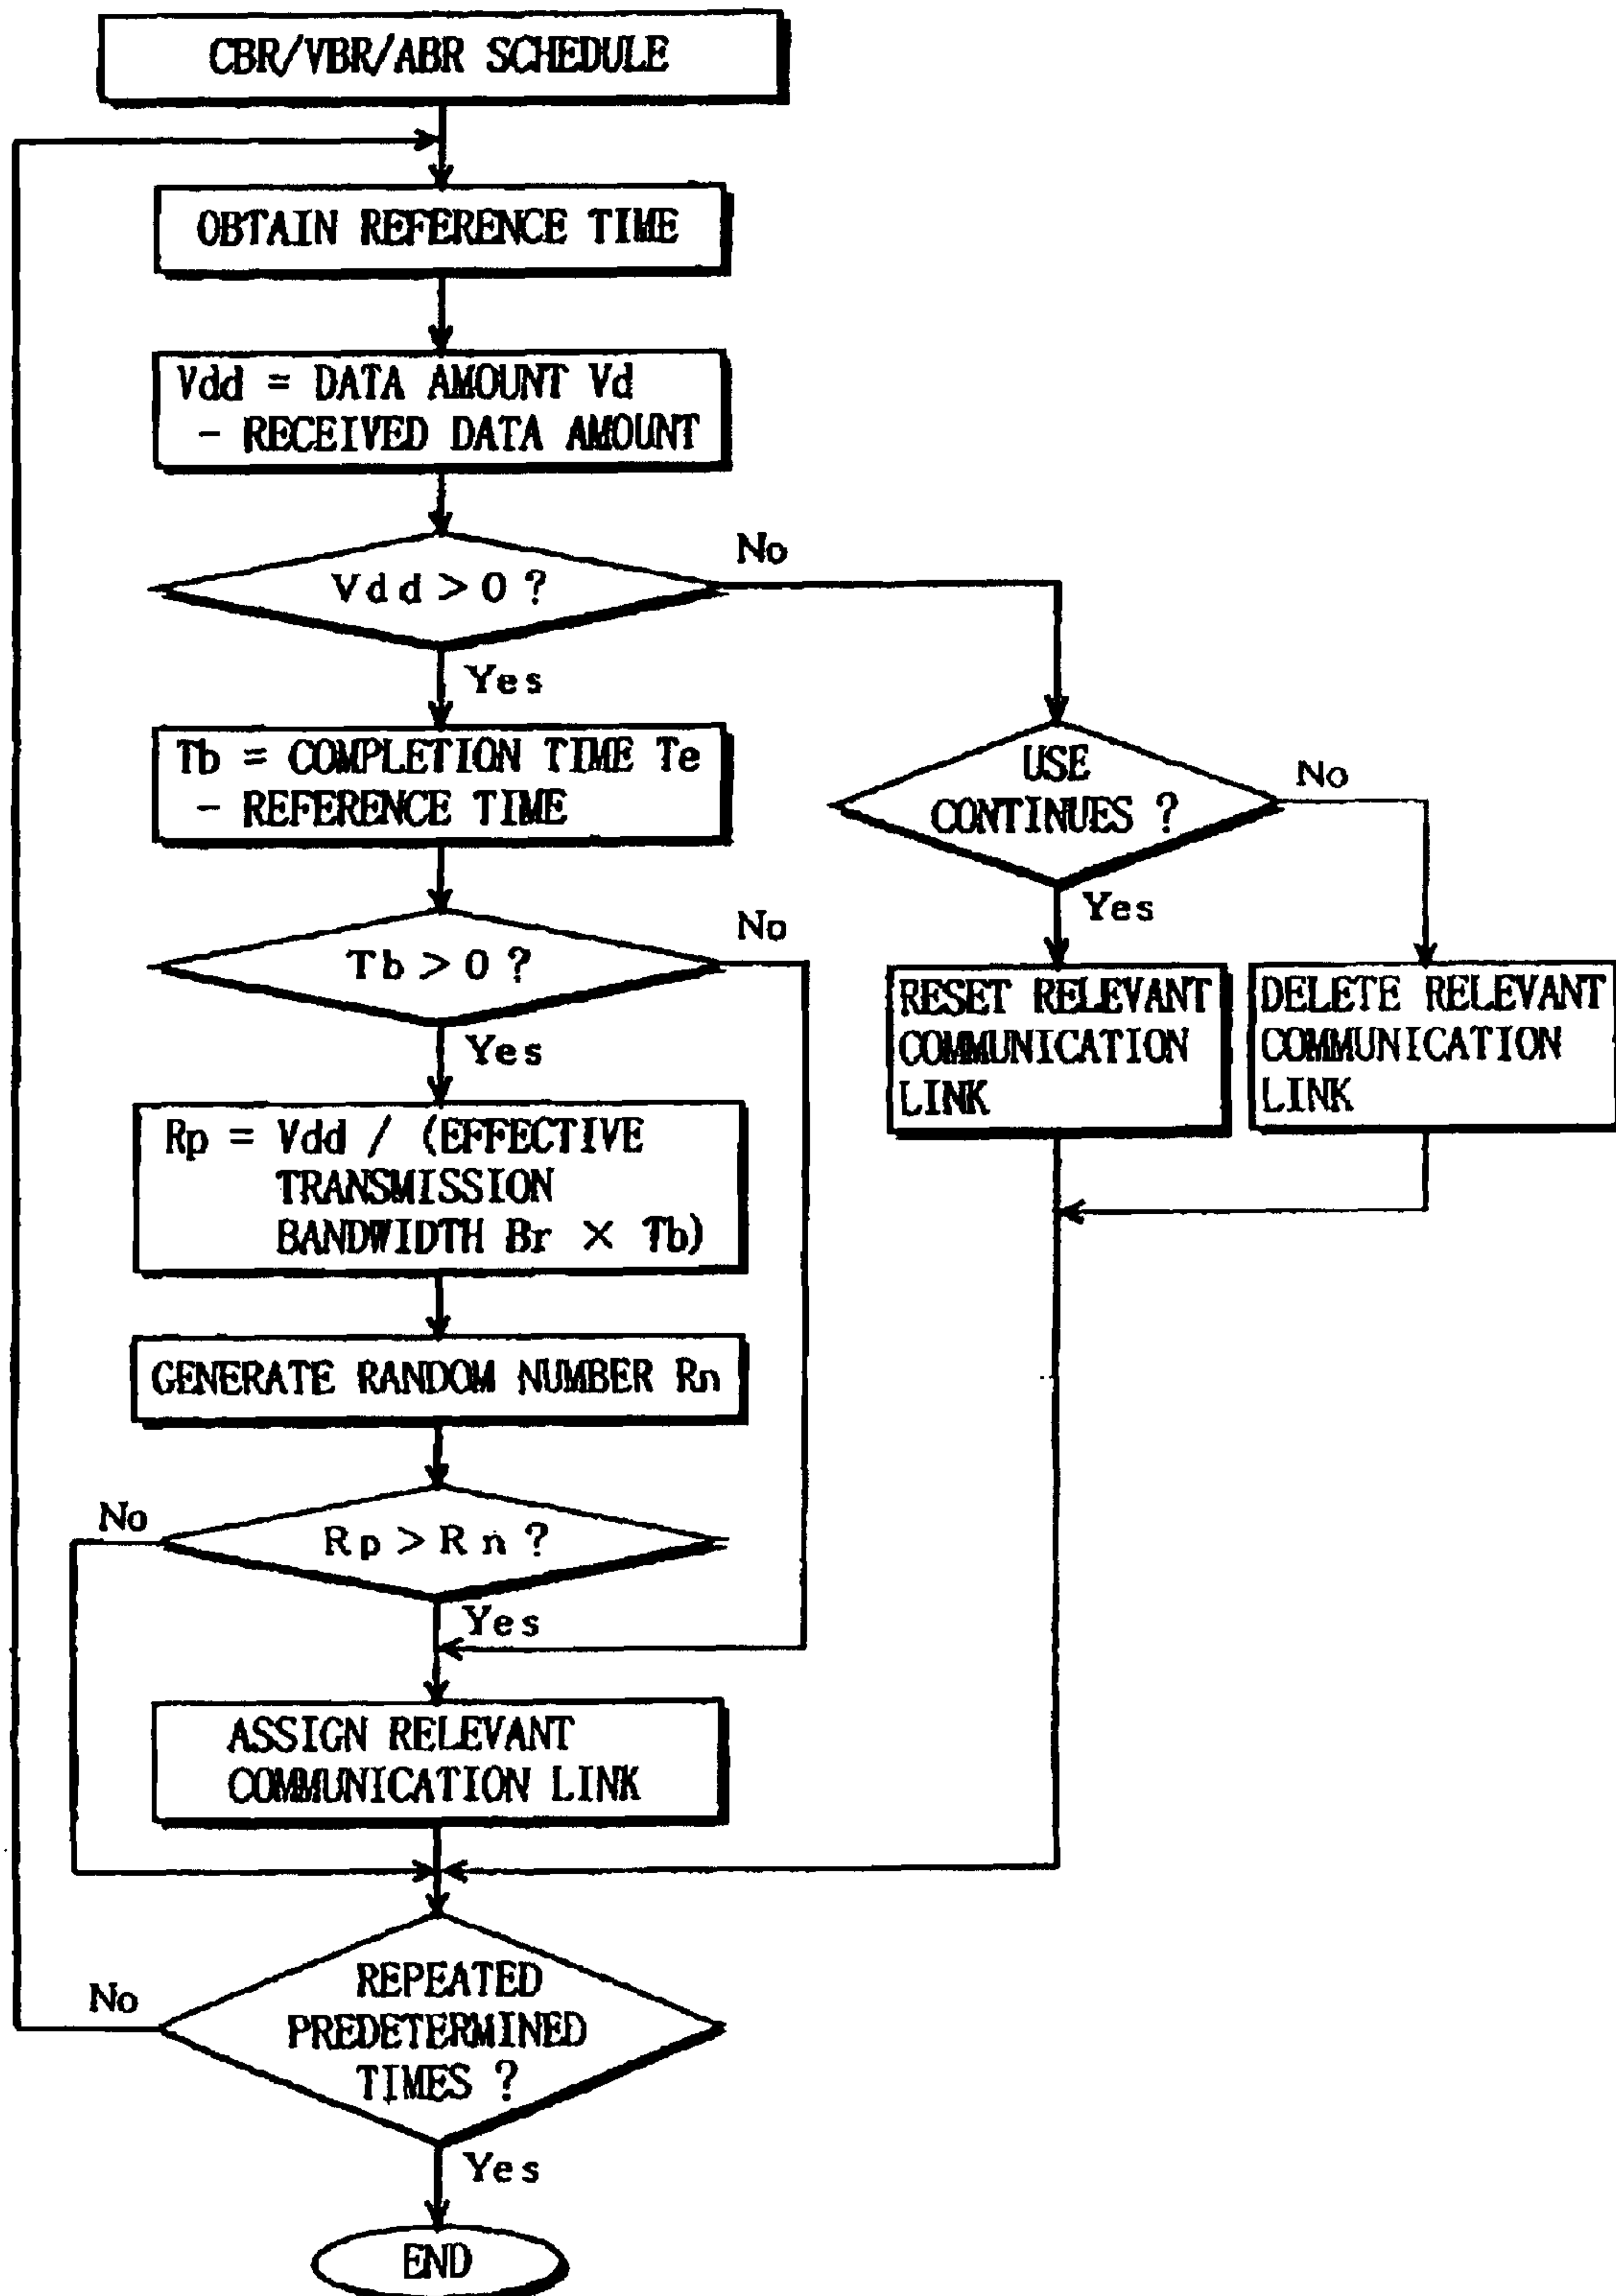 CBR/VBR/ABR SCHEDULE
OBTAIN REFERENCE TIME
Vdd = DATA AMOUNT Vd
- RECEIVED DATA AMOUNT
Vdd > 0 ?
No
Yes
Tb = COMPLETION TIME Te
- REFERENCE TIME
USE
CONTINUES ?
No
Yes
Tb > 0 ?
No
Yes
RESET RELEVANT
COMMUNICATION
LINK
DELETE RELEVANT
COMMUNICATION
LINK
Rp = Vdd / (EFFECTIVE
TRANSMISSION
BANDWIDTH Br × Tb)
GENERATE RANDOM NUMBER Rn
No
Rp > Rn ?
Yes
ASSIGN RELEVANT
COMMUNICATION LINK
No
REPEATED
PREDETERMINED
TIMES ?
Yes
END